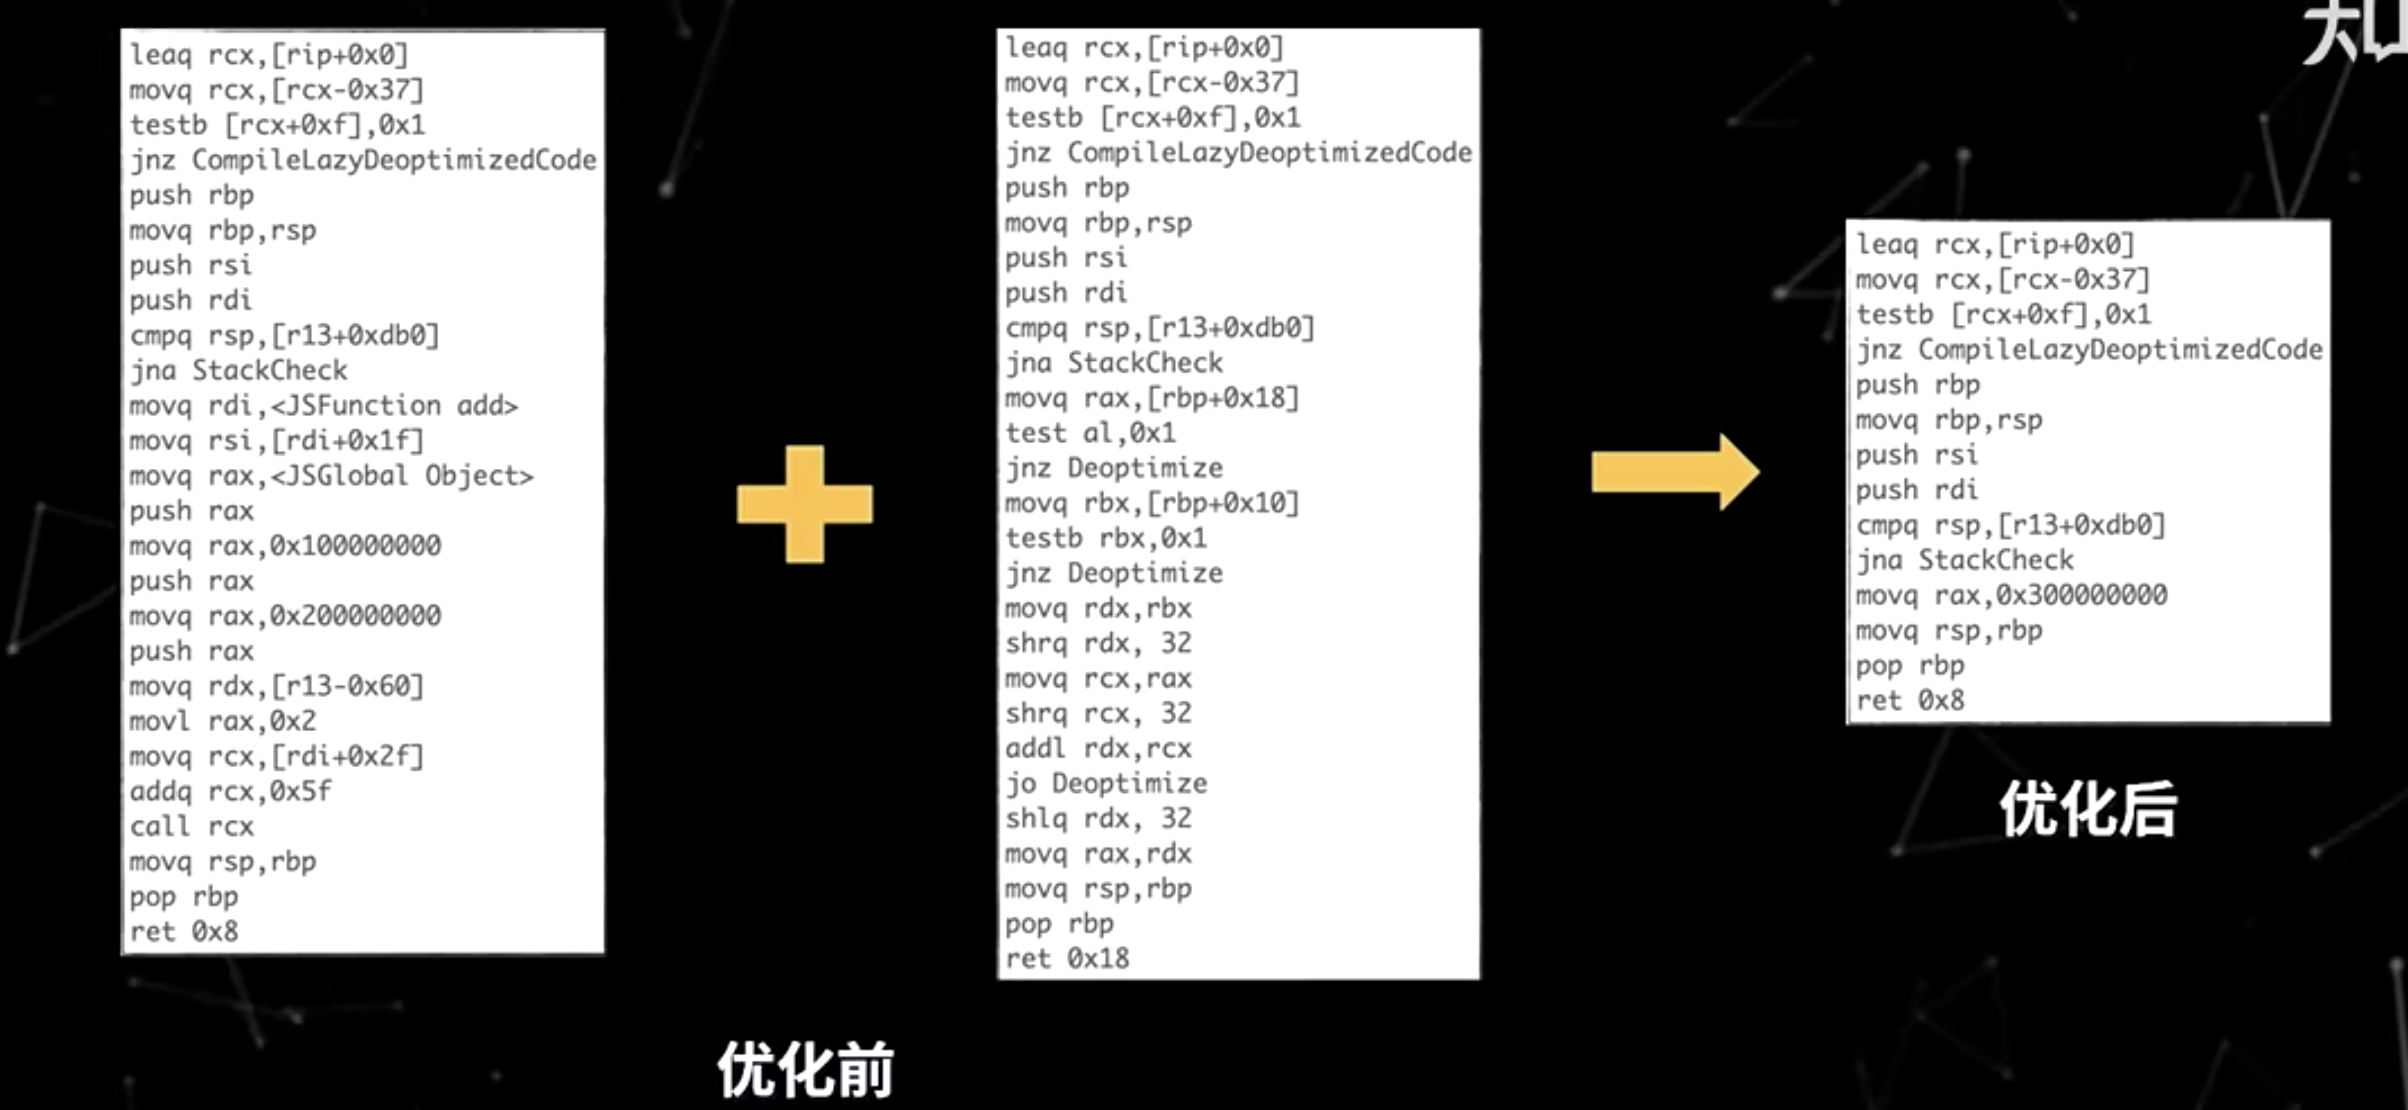 leaq rcx,[rip+0x0]
movq rcx,[rcx-0x37]
testb [rcx+0xf],0x1
jnz CompileLazyDeoptimizedCode
push rbp
movq rbp,rsp
push rsi
push rdi
cmpq rsp,[r13+0xdb0]
jna StackCheck
movq rdi,<JSFunction add>
movq rsi,[rdi+0x1f]
movq rax,<JSGlobal Object>
push rax
movq rax,0x100000000
push rax
movq rax,0x200000000
push rax
movq rdx,[r13-0x60]
movl rax,0x2
movq rcx,[rdi+0x2f]
addq rcx,0x5f
call rcx
movq rsp,rbp
pop rbp
ret 0x8
leaq rcx,[rip+0x0]
movq rcx,[rcx-0x37]
testb [rcx+0xf],0x1
jnz CompileLazyDeoptimizedCode
push rbp
movq rbp,rsp
push rsi
push rdi
cmpq rsp,[r13+0xdb0]
jna StackCheck
movq rax,[rbp+0x18]
test al,0x1
jnz Deoptimize
movq rbx,[rbp+0x10]
testb rbx,0x1
jnz Deoptimize
movq rdx,rbx
shrq rdx, 32
movq rcx,rax
shrq rcx, 32
addl rdx,rcx
jo Deoptimize
shlq rdx, 32
movq rax,rdx
movq rsp,rbp
pop rbp
ret 0x18
优化前
leaq rcx,[rip+0x0]
movq rcx,[rcx-0x37]
testb [rcx+0xf],0x1
jnz CompileLazyDeoptimizedCode
push rbp
movq rbp,rsp
push rsi
push rdi
cmpq rsp,[r13+0xdb0]
jna StackCheck
movq rax,0x300000000
movq rsp,rbp
pop rbp
ret 0x8
优化后